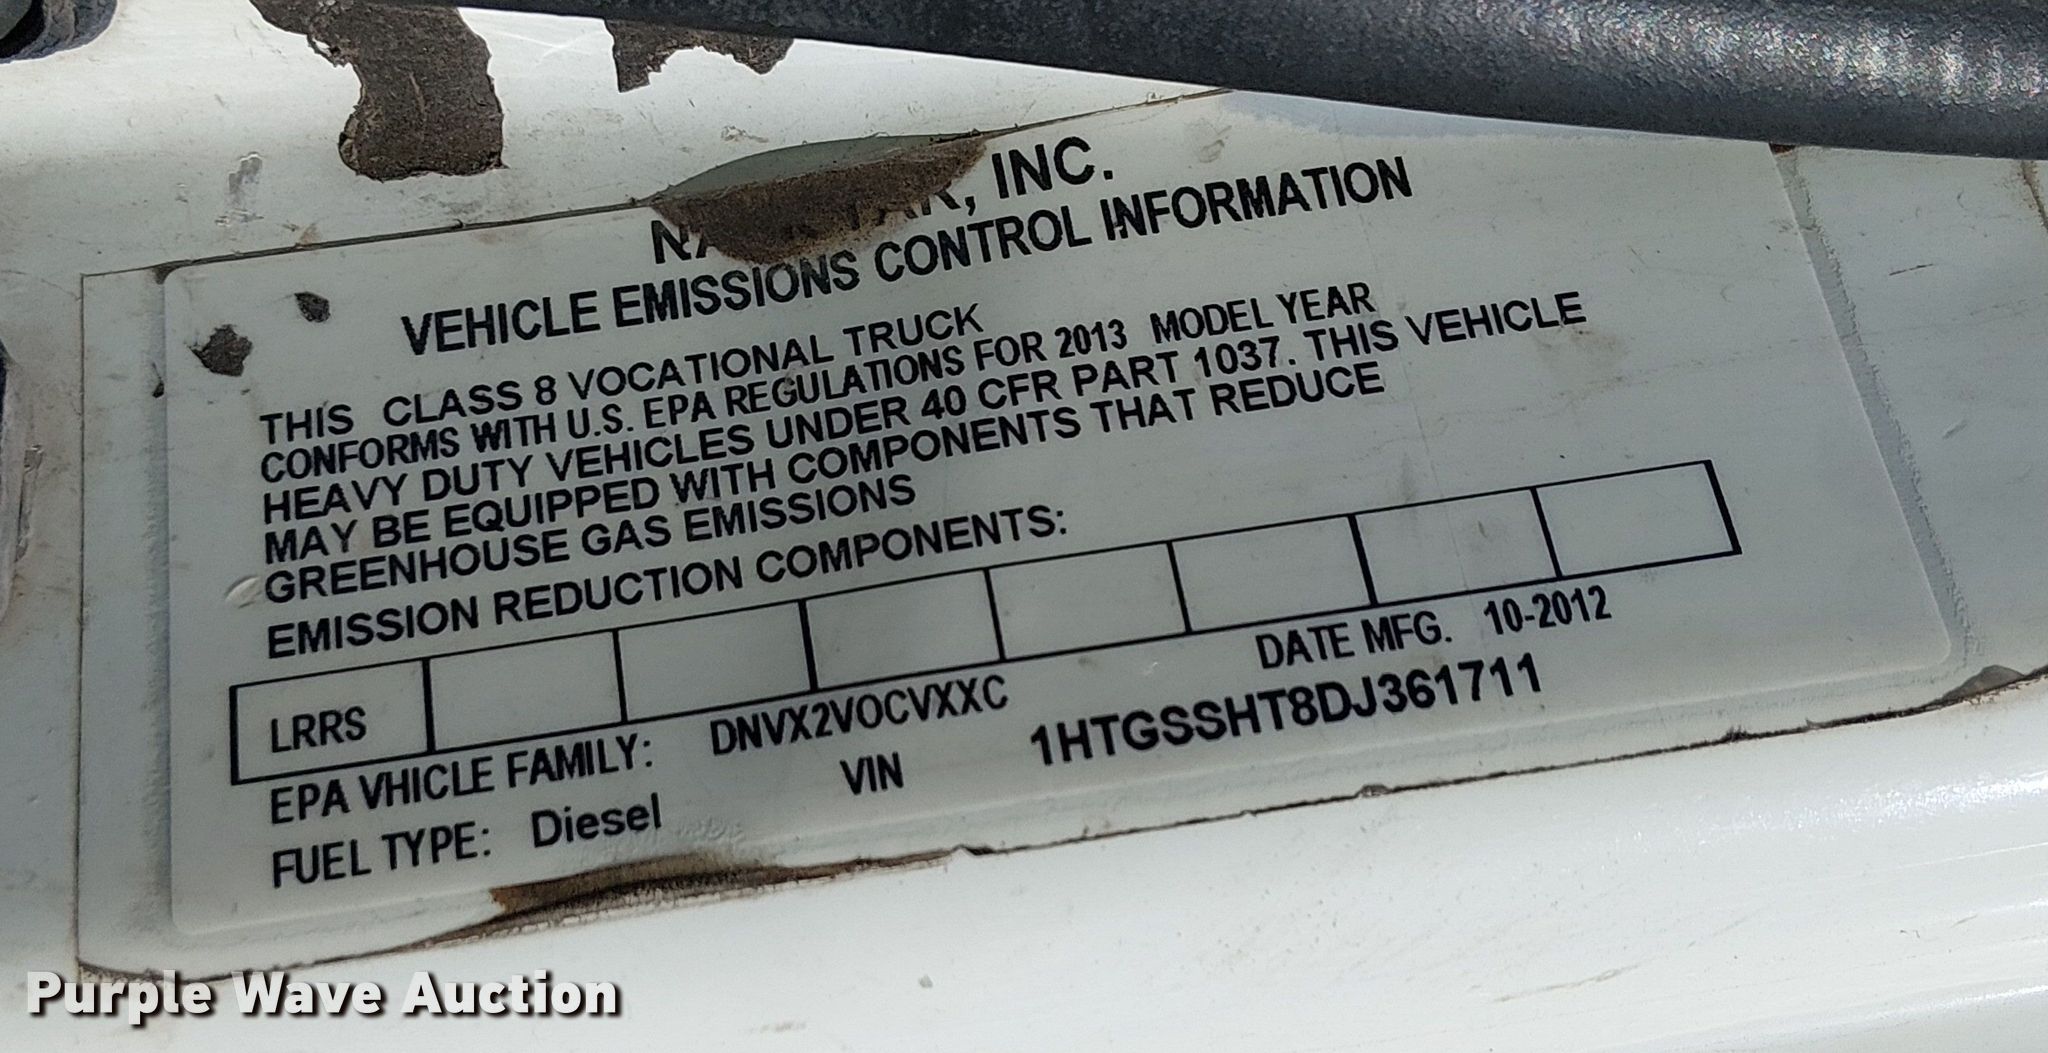 INC.
VEHICLE EMISSIONS CONTROL INFORMATION
THIS CLASS 8 VOCATIONAL TRUCK
CONFORMS WITH U.S. EPA REGULATIONS FOR 2013 MODEL YEAR
HEAVY DUTY VEHICLES UNDER 40 CFR PART 1037. THIS VEHICLE
MAY BE EQUIPPED WITH COMPONENTS THAT REDUCE
GREENHOUSE GAS EMISSIONS
EMISSION REDUCTION COMPONENTS:
LRRS
DATE MFG. 10-2012
EPA VHICLE FAMILY: DNVX2VOCVXXC
VIN 1HTGSSHT8DJ361711
FUEL TYPE: Diesel
Purple Wave Auction